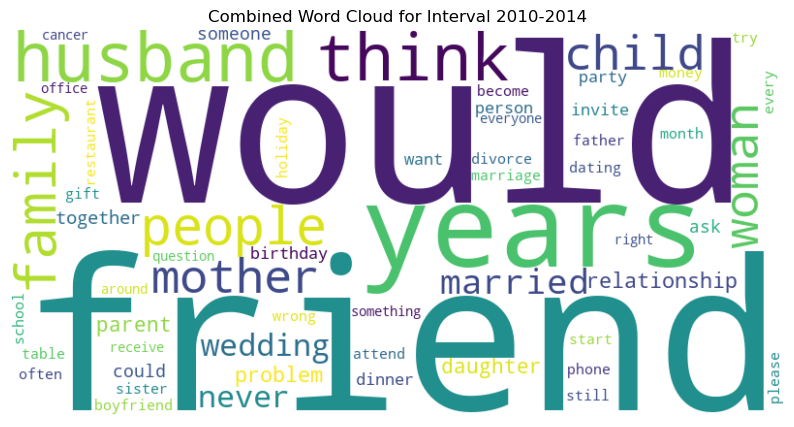 Combined Word Cloud for Interval 2010-2014
cancer
someone
husband
think
child
try
office
would
party
money
become
every
restaurant
person
invite
everyone
family
holiday
father
month
woman
want
divorce
gift
marriage
dating
together
people
years
ask
right
question
birthday
mother
married
relationship
friend
around
school
parent
wrong
something
receive
wedding
start
table
attend
daughter
often
could
problem
dinner
phone
please
sister
never
still
boyfriend